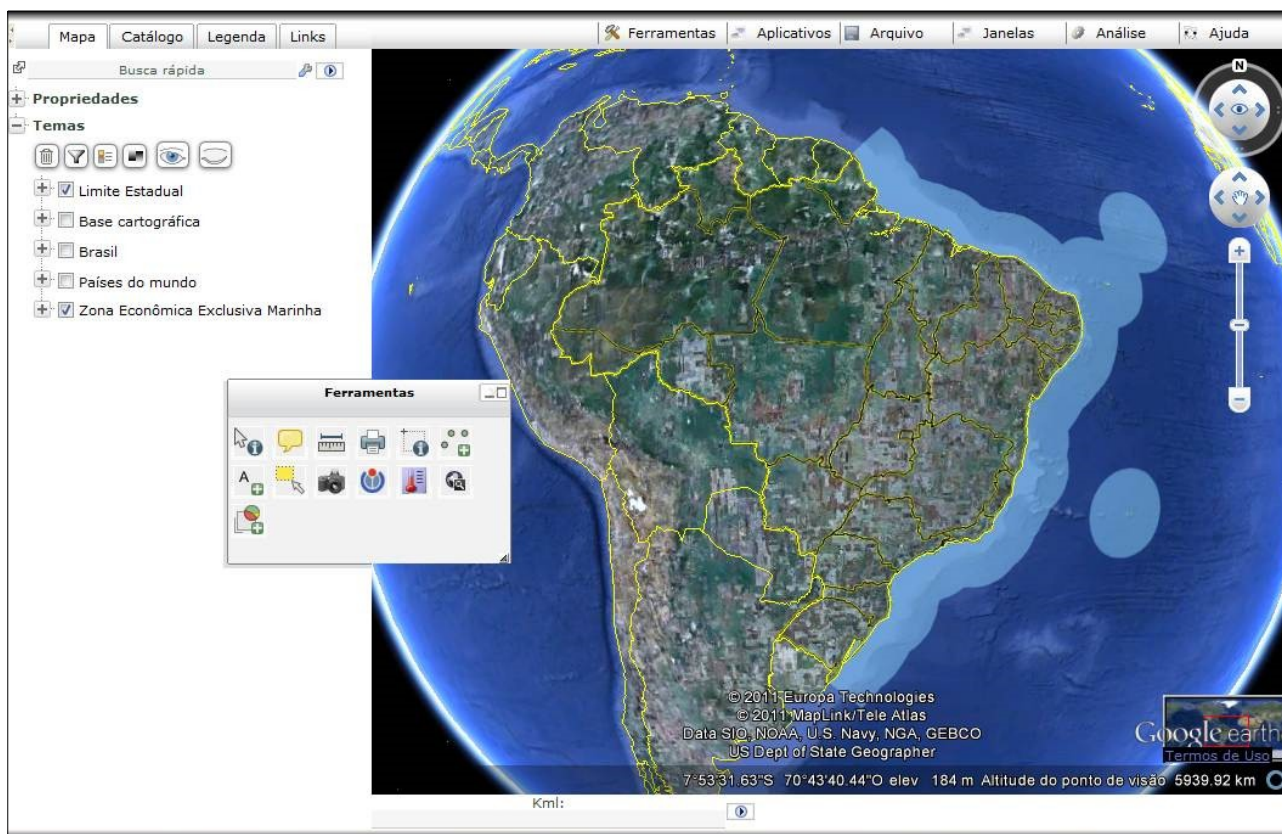 Mapa Catálogo Legenda Links
Ferramentas Aplicativos Arquivo Janelas Análise Ajuda
Busca rápida
Propriedades
Temas
Limite Estadual
Base cartográfica
Brasil
Países do mundo
Zona Econômica Exclusiva Marinha
Ferramentas
A
N
© 2011 Europa Technologies
© 2011 MapLink/Tele Atlas
Data SIO, NOAA, U.S. Navy, NGA, GEBCO
US Dept of State Geographer
Google earth
Termos de Uso
7°53'31.63"S 70°43'40.44"O elev 184 m Altitude do ponto de visão 5939.92 km
Kml: